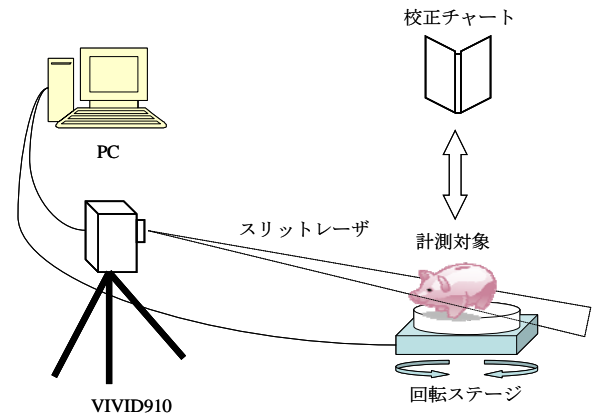 校正チャート
PC
スリットレーザ
計測対象
回転ステージ
VIVID910